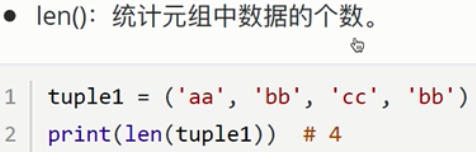 ● len()：统计元组中数据的个数。
1 tuple1 = ('aa', 'bb', 'cc', 'bb')
2 print(len(tuple1))  # 4